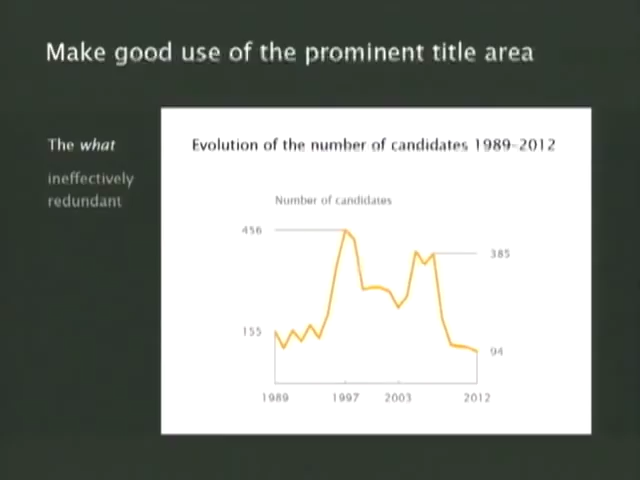 Make good use of the prominent title area
The what
ineffectively
redundant
Evolution of the number of candidates 1989-2012
Number of candidates
456
385
155
94
1989 1997 2003 2012